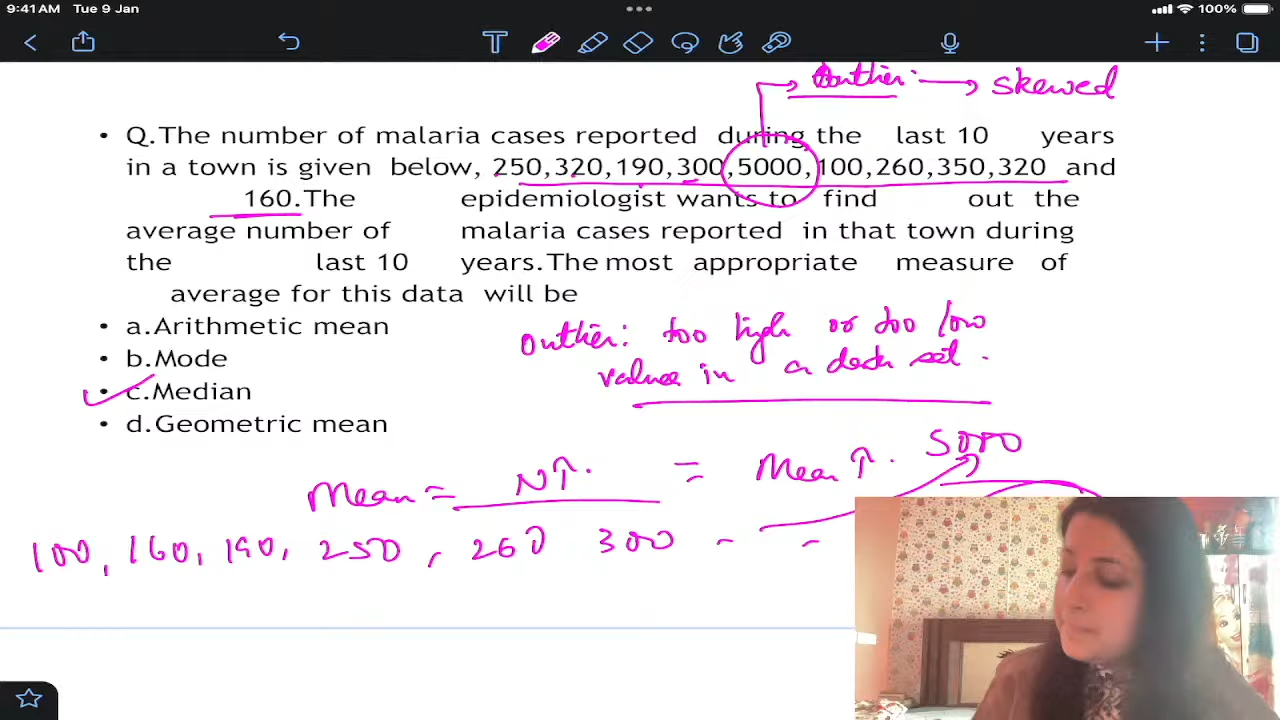 9:41 AM Tue 9 Jan
100%
Outlier: → skewed
• Q.The number of malaria cases reported during the last 10 years
in a town is given below, 250,320,190,300,5000,100,260,350,320 and
160.The epidemiologist wants to find out the
average number of malaria cases reported in that town during
the last 10 years.The most appropriate measure of
average for this data will be
• a.Arithmetic mean
• b.Mode
• c.Median
• d.Geometric mean
outlier: too high or too low
values in a data set.
Mean = N↑. = Mean↑. 5000
100, 160, 190, 250, 260 300 - -